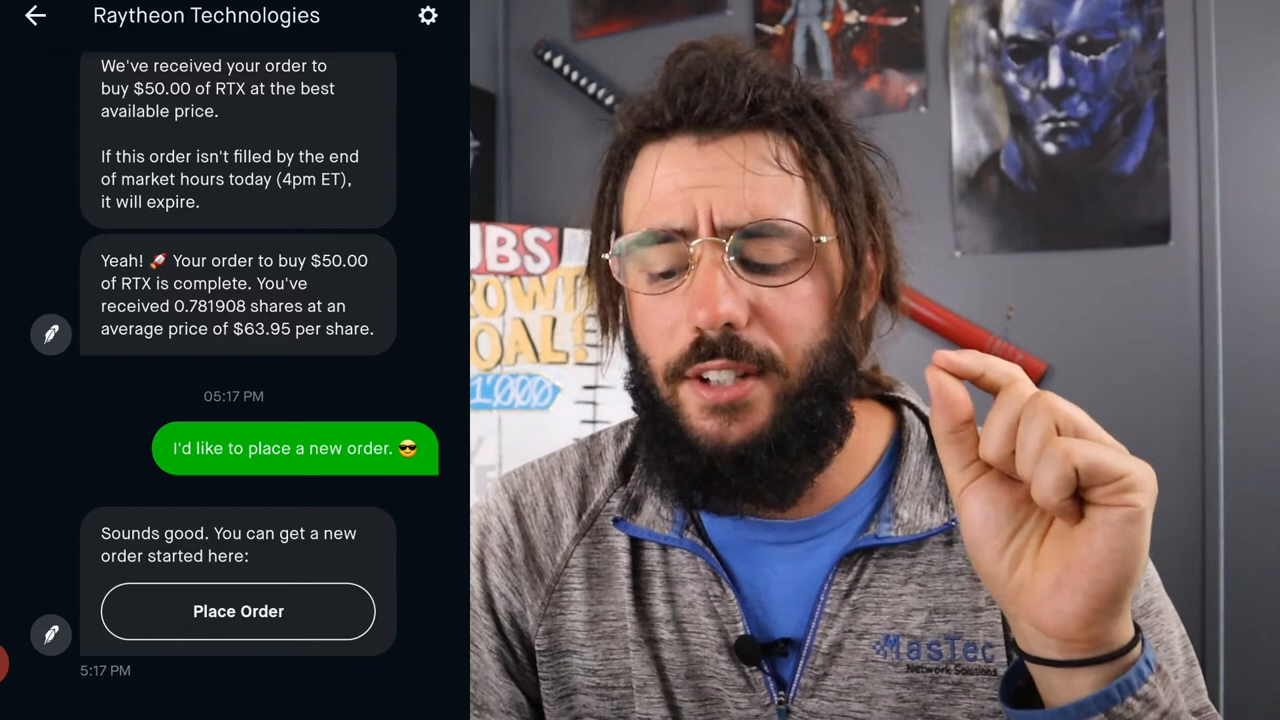 Raytheon Technologies
We've received your order to
buy $50.00 of RTX at the best
available price.
If this order isn't filled by the end
of market hours today (4pm ET),
it will expire.
Yeah! 🚀 Your order to buy $50.00
of RTX is complete. You've
received 0.781908 shares at an
average price of $63.95 per share.
05:17 PM
I'd like to place a new order. 😎
Sounds good. You can get a new
order started here:
Place Order
5:17 PM
UBS
OAL!
1'000
MasTec
Network Solutions